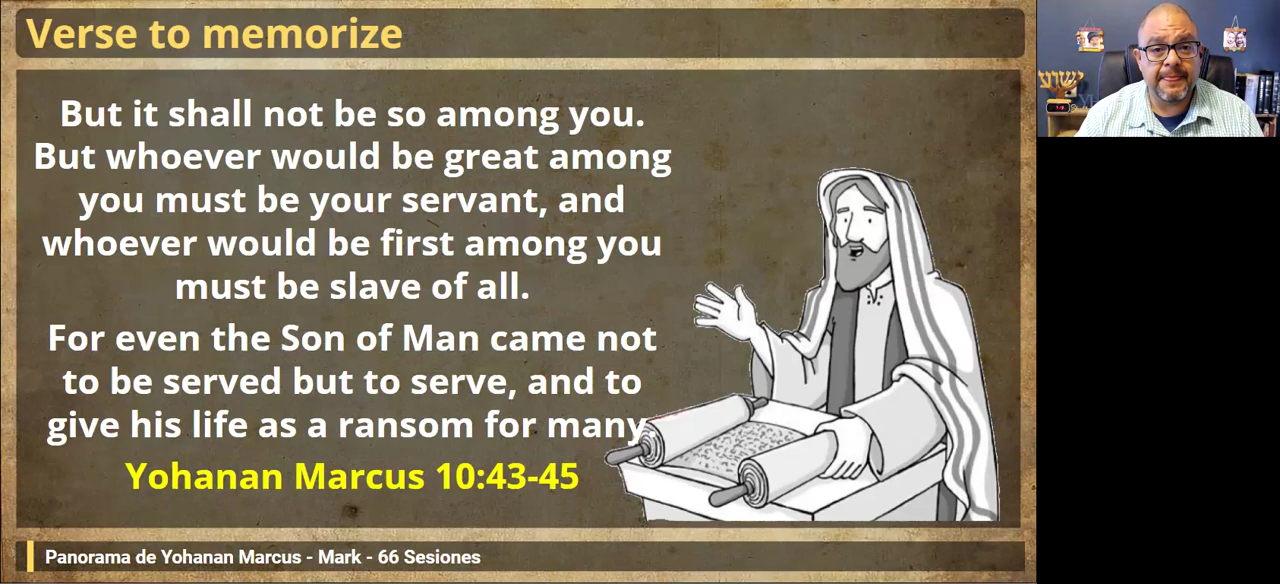 Verse to memorize
But it shall not be so among you.
But whoever would be great among
you must be your servant, and
whoever would be first among you
must be slave of all.
For even the Son of Man came not
to be served but to serve, and to
give his life as a ransom for many
Yohanan Marcus 10:43-45
Panorama de Yohanan Marcus - Mark - 66 Sesiones
ישוע